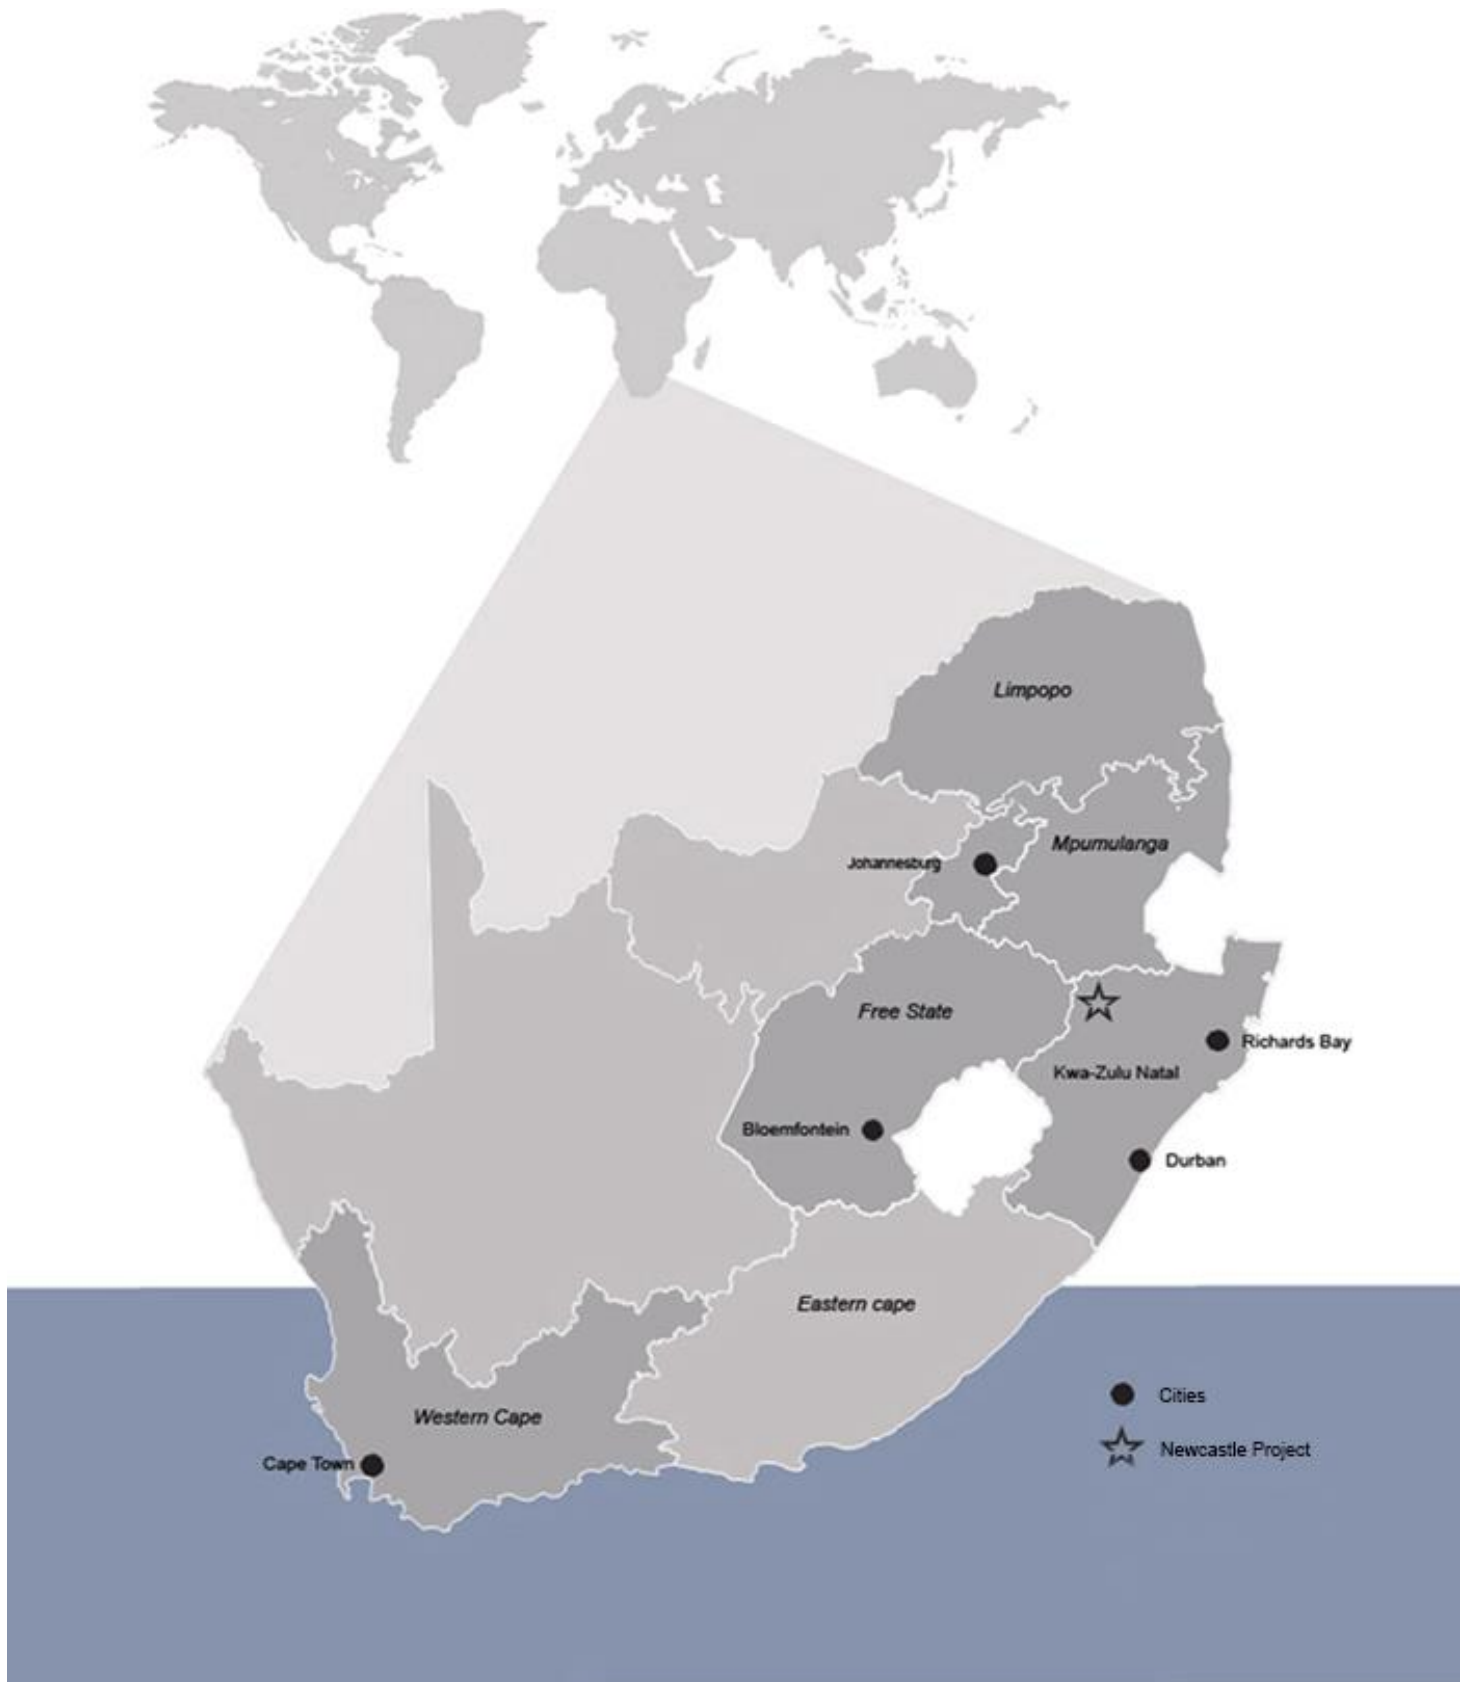 Limpopo
Mpumulanga
Johannesburg
Free State
Richards Bay
Kwa-Zulu Natal
Bloemfontein
Durban
Eastern cape
Cities
Western Cape
Newcastle Project
Cape Town